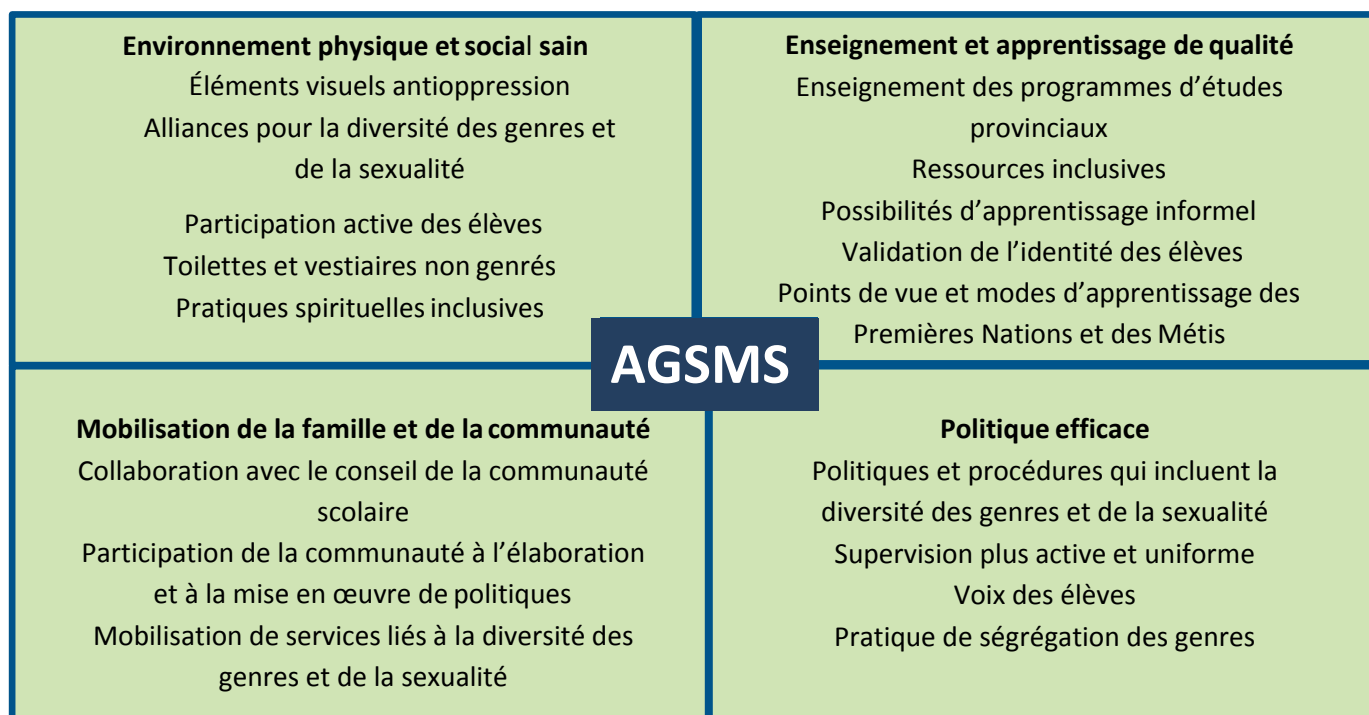 Environnement physique et social sain
Éléments visuels antioppression
Alliances pour la diversité des genres et
de la sexualité
Participation active des élèves
Toilettes et vestiaires non genrés
Pratiques spirituelles inclusives
Enseignement et apprentissage de qualité
Enseignement des programmes d’études
provinciaux
Ressources inclusives
Possibilités d’apprentissage informel
Validation de l’identité des élèves
Points de vue et modes d’apprentissage des
Premières Nations et des Métis
AGSMS
Mobilisation de la famille et de la communauté
Collaboration avec le conseil de la communauté
scolaire
Participation de la communauté à l’élaboration
et à la mise en œuvre de politiques
Mobilisation de services liés à la diversité des
genres et de la sexualité
Politique efficace
Politiques et procédures qui incluent la
diversité des genres et de la sexualité
Supervision plus active et uniforme
Voix des élèves
Pratique de ségrégation des genres